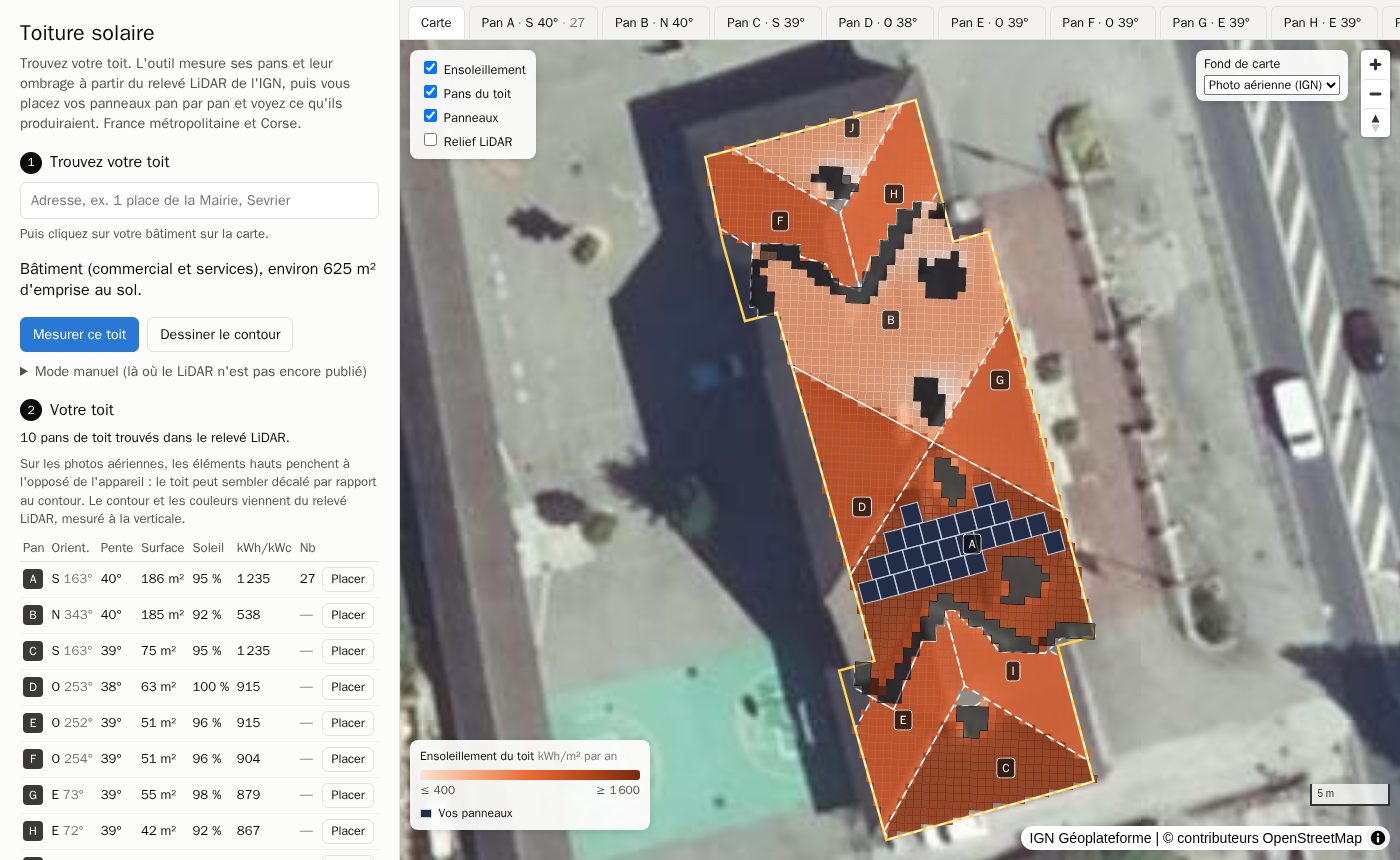 Toiture solaire
Trouvez votre toit. L'outil mesure ses pans et leur
ombrage à partir du relevé LiDAR de l'IGN, puis vous
placez vos panneaux pan par pan et voyez ce qu'ils
produiraient. France métropolitaine et Corse.
1 Trouvez votre toit
Adresse, ex. 1 place de la Mairie, Sevrier
Puis cliquez sur votre bâtiment sur la carte.
Bâtiment (commercial et services), environ 625 m²
d'emprise au sol.
Mesurer ce toit Dessiner le contour
Mode manuel (là où le LiDAR n'est pas encore publié)
2 Votre toit
10 pans de toit trouvés dans le relevé LiDAR.
Sur les photos aériennes, les éléments hauts penchent à
l'opposé de l'appareil : le toit peut sembler décalé par rapport
au contour. Le contour et les couleurs viennent du relevé
LiDAR, mesuré à la verticale.
Pan Orient. Pente Surface Soleil kWh/kWc Nb
A S 163° 40° 186 m² 95 % 1 235 27 Placer
B N 343° 40° 185 m² 92 % 538 — Placer
C S 163° 39° 75 m² 95 % 1 235 — Placer
D O 253° 38° 63 m² 100 % 915 — Placer
E O 252° 39° 51 m² 96 % 915 — Placer
F O 254° 39° 51 m² 96 % 904 — Placer
G E 73° 39° 55 m² 98 % 879 — Placer
H E 72° 39° 42 m² 92 % 867 — Placer
Carte Pan A · S 40° · 27 Pan B · N 40° Pan C · S 39° Pan D · O 38° Pan E · O 39° Pan F · O 39° Pan G · E 39° Pan H · E 39°
Ensoleillement
Pans du toit
Panneaux
Relief LiDAR
Fond de carte
Photo aérienne (IGN)
J
H
F
B
G
D
A
I
E
C
Ensoleillement du toit kWh/m² par an
≤ 400 ≥ 1 600
Vos panneaux
5 m
IGN Géoplateforme | © contributeurs OpenStreetMap